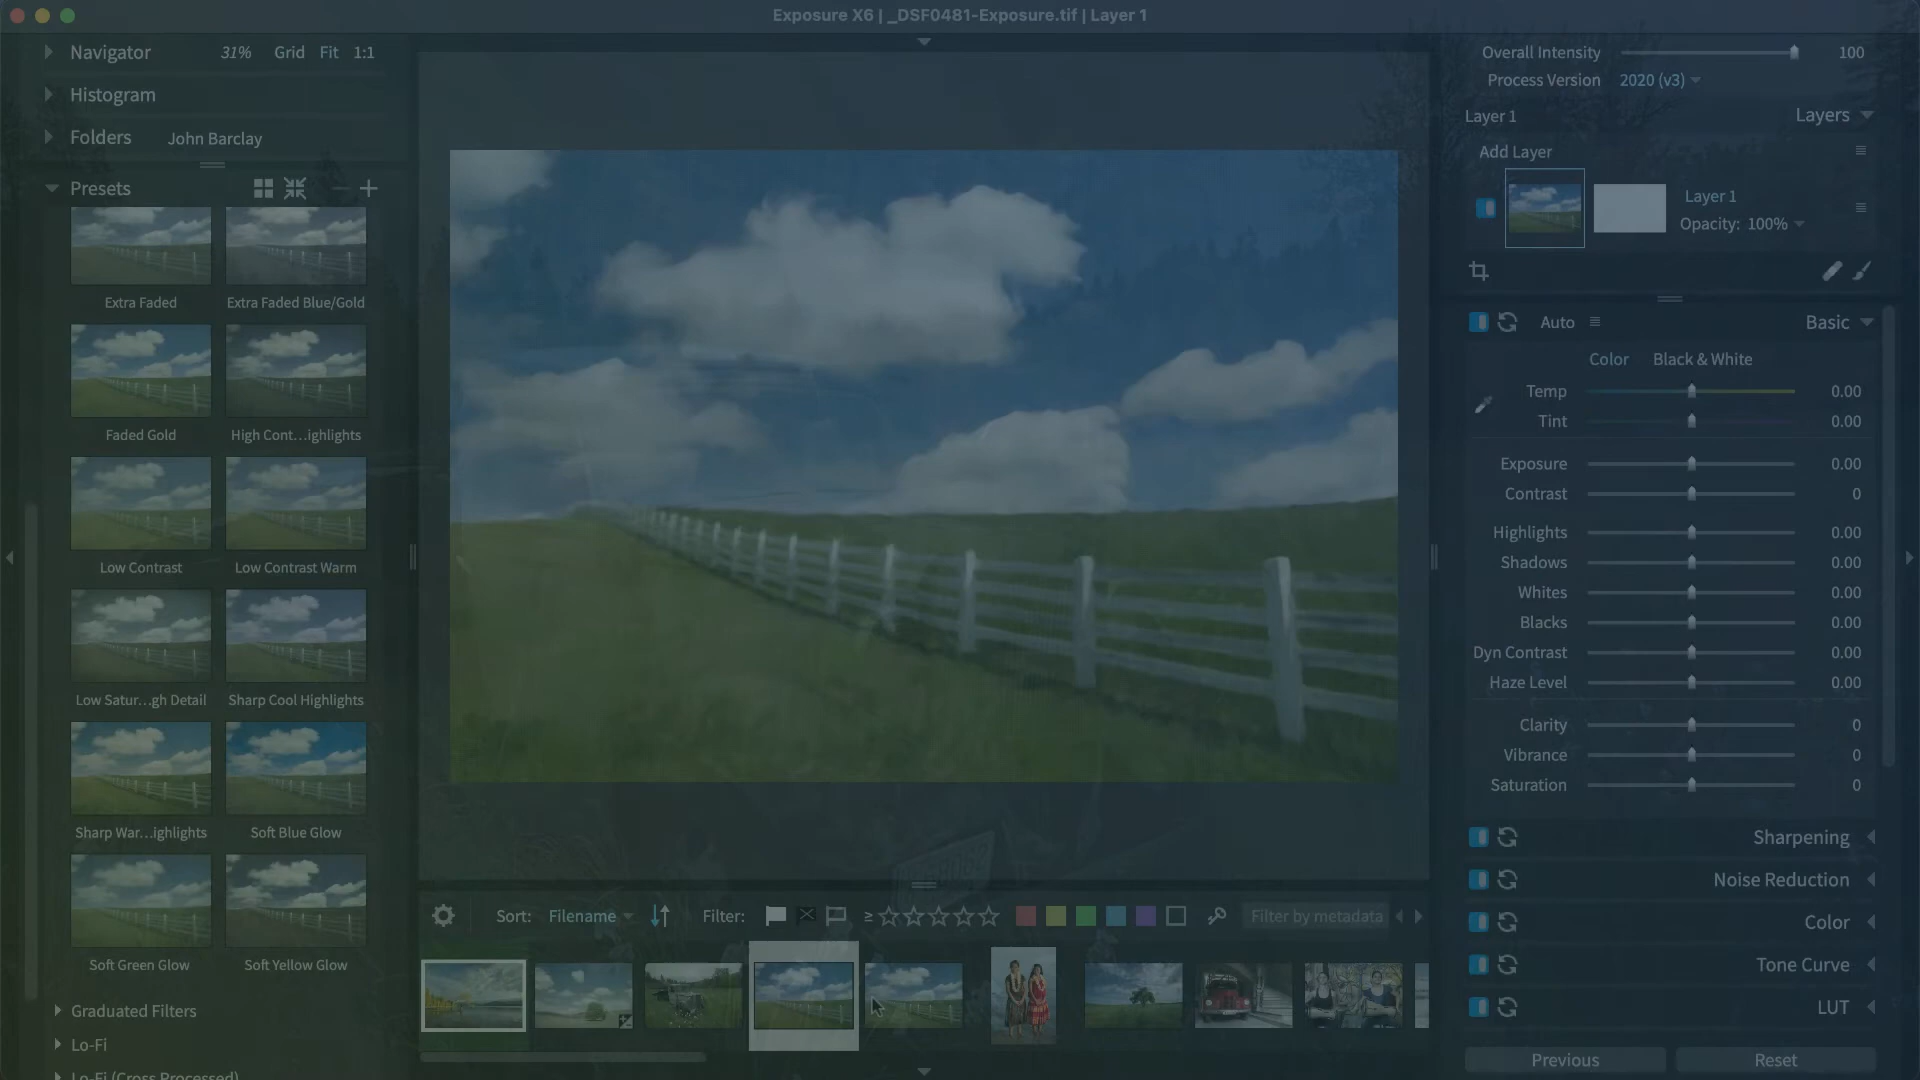 Exposure X6 | _DSF0481-Exposure.tif | Layer 1
Navigator 31% Grid Fit 1:1
Histogram
Folders John Barclay
Presets
Extra Faded Extra Faded Blue/Gold
Faded Gold High Cont…ighlights
Low Contrast Low Contrast Warm
Low Satur…gh Detail Sharp Cool Highlights
Sharp War…ighlights Soft Blue Glow
Soft Green Glow Soft Yellow Glow
Graduated Filters
Lo-Fi
Lo-Fi (Cross Processed)
Sort: Filename Filter: ≥ Filter by metadata
Overall Intensity 100
Process Version 2020 (v3)
Layer 1 Layers
Add Layer
Layer 1
Opacity: 100%
Auto Basic
Color Black & White
Temp 0.00
Tint 0.00
Exposure 0.00
Contrast 0
Highlights 0.00
Shadows 0.00
Whites 0.00
Blacks 0.00
Dyn Contrast 0.00
Haze Level 0.00
Clarity 0
Vibrance 0
Saturation 0
Sharpening
Noise Reduction
Color
Tone Curve
LUT
Previous Reset